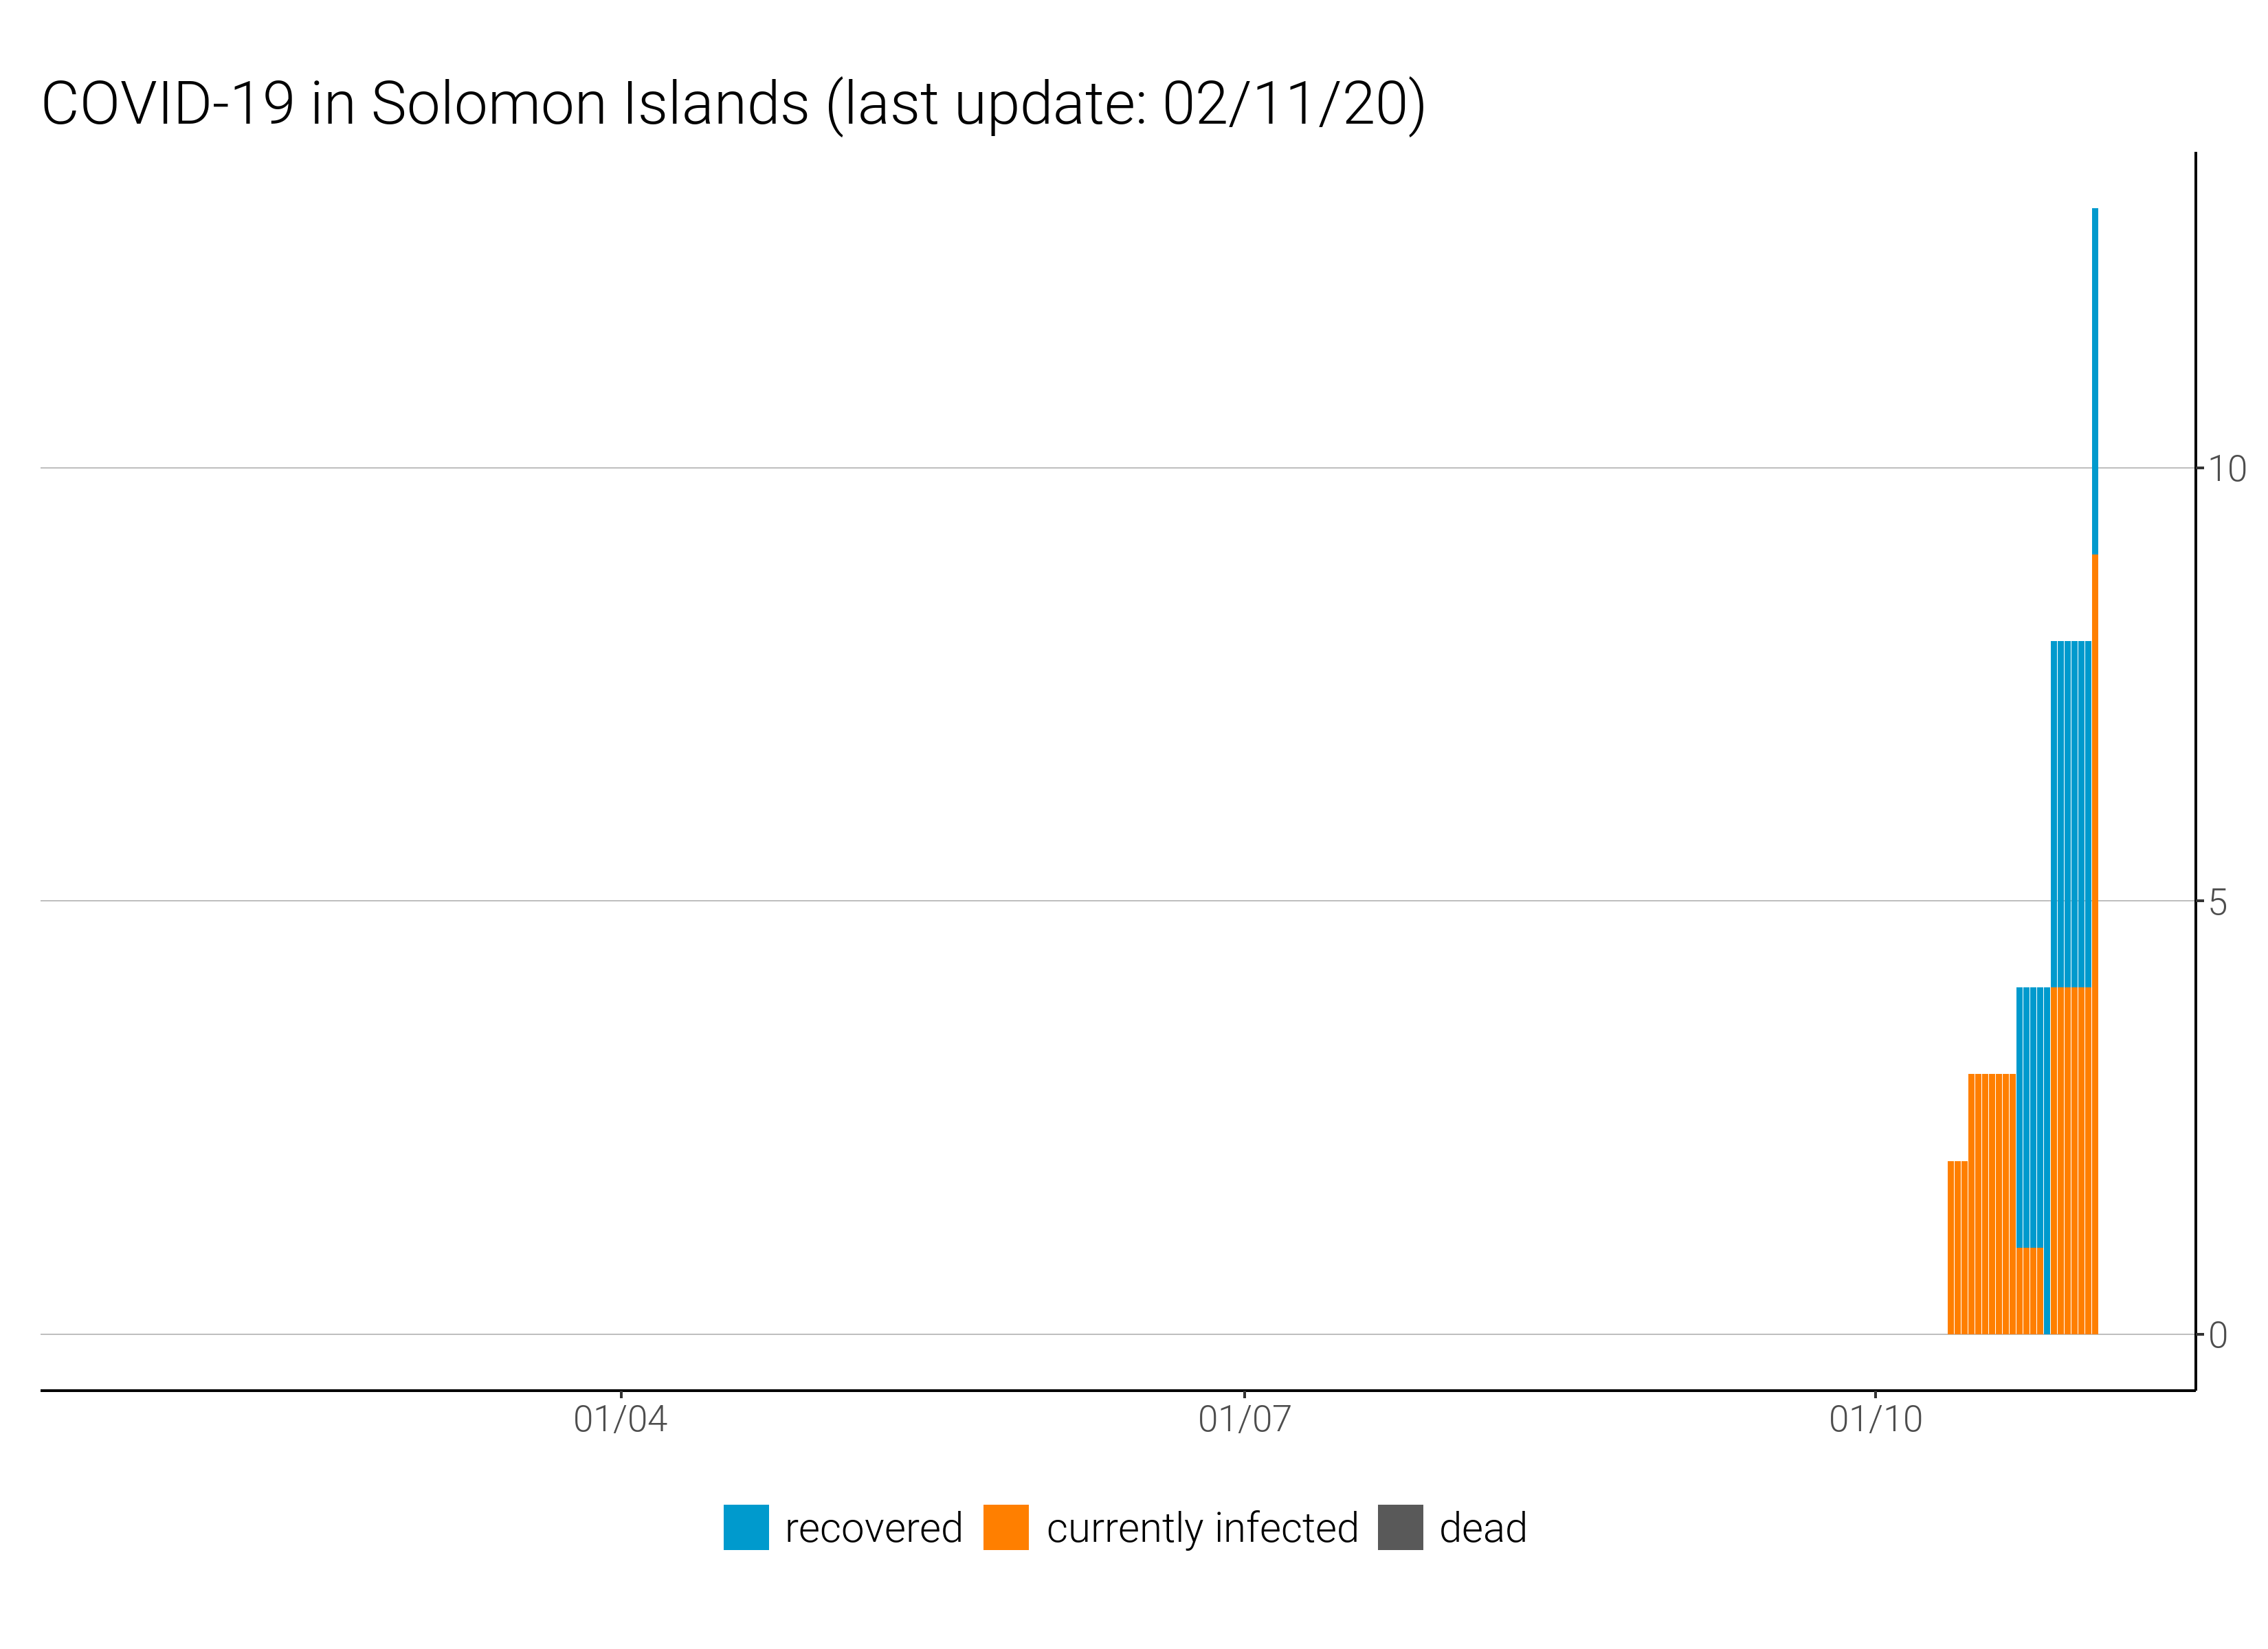 COVID-19 in Solomon Islands (last update: 02/11/20)
10
5
0
01/04 01/07 01/10
recovered currently infected dead